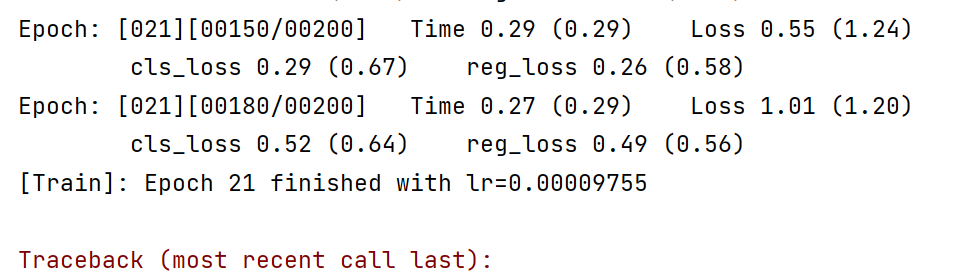 Epoch: [021][00150/00200] Time 0.29 (0.29) Loss 0.55 (1.24)
cls_loss 0.29 (0.67) reg_loss 0.26 (0.58)
Epoch: [021][00180/00200] Time 0.27 (0.29) Loss 1.01 (1.20)
cls_loss 0.52 (0.64) reg_loss 0.49 (0.56)
[Train]: Epoch 21 finished with lr=0.00009755
Traceback (most recent call last):